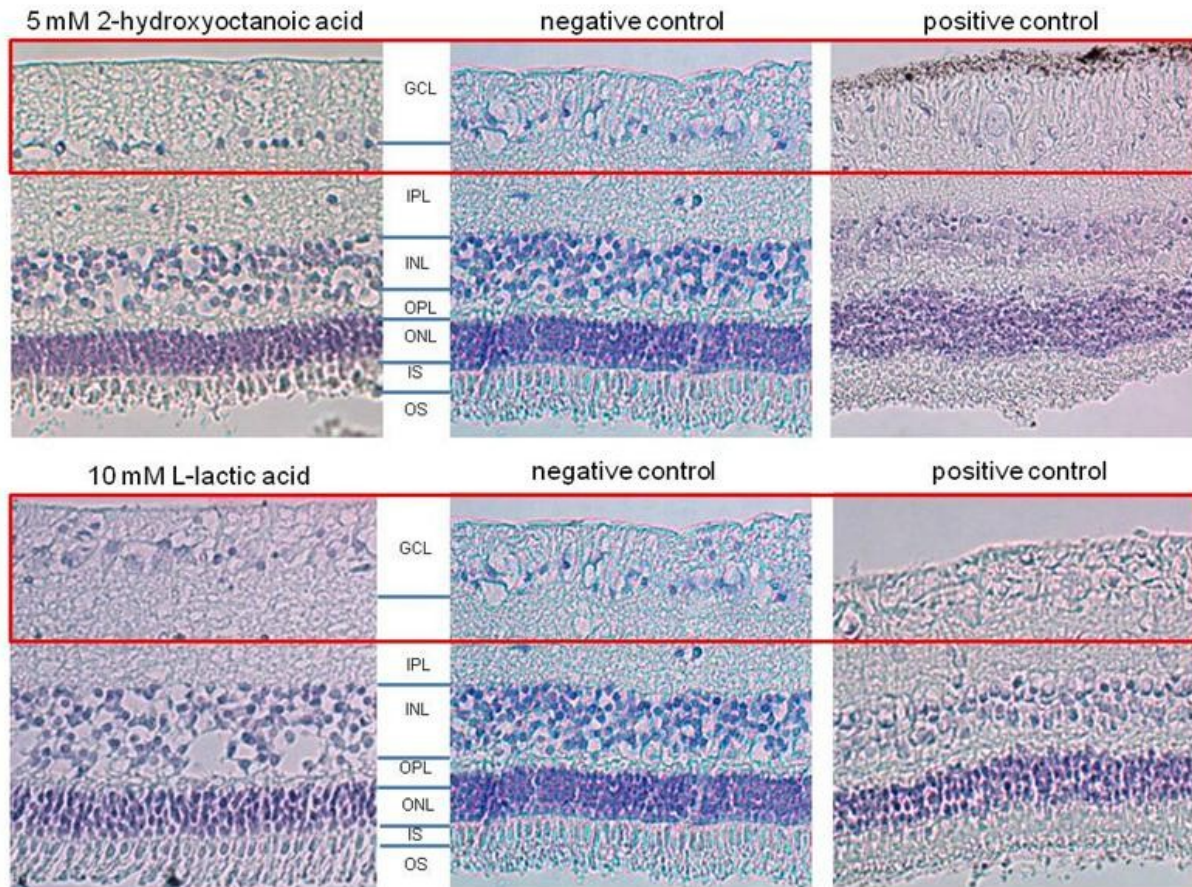 5 mM 2-hydroxyoctanoic acid negative control positive control
GCL
IPL
INL
OPL
ONL
IS
OS
10 mM L-lactic acid negative control positive control
GCL
IPL
INL
OPL
ONL
IS
OS